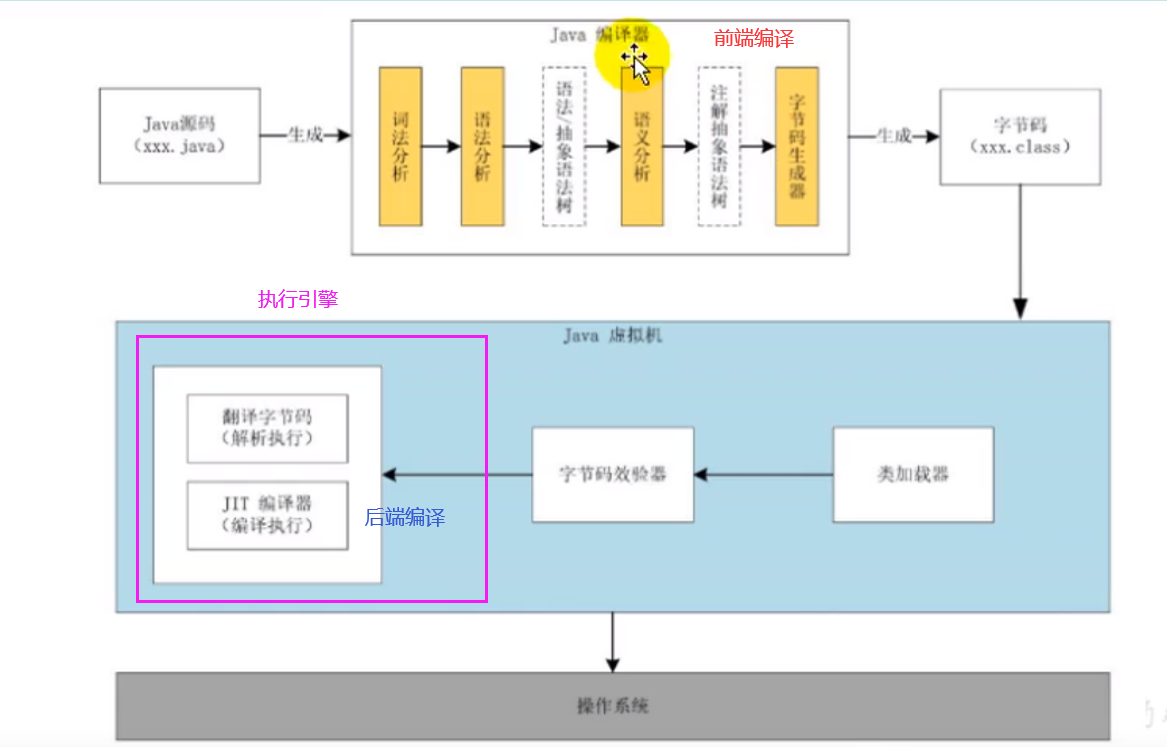 Java 编译器
前端编译
Java源码
（xxx.java）
生成
词法分析
语法分析
语法/抽象语法树
语义分析
注解抽象语法树
字节码生成器
生成
字节码
（xxx.class）
执行引擎
Java 虚拟机
翻译字节码
（解析执行）
JIT 编译器
（编译执行）
后端编译
字节码效验器
类加载器
操作系统